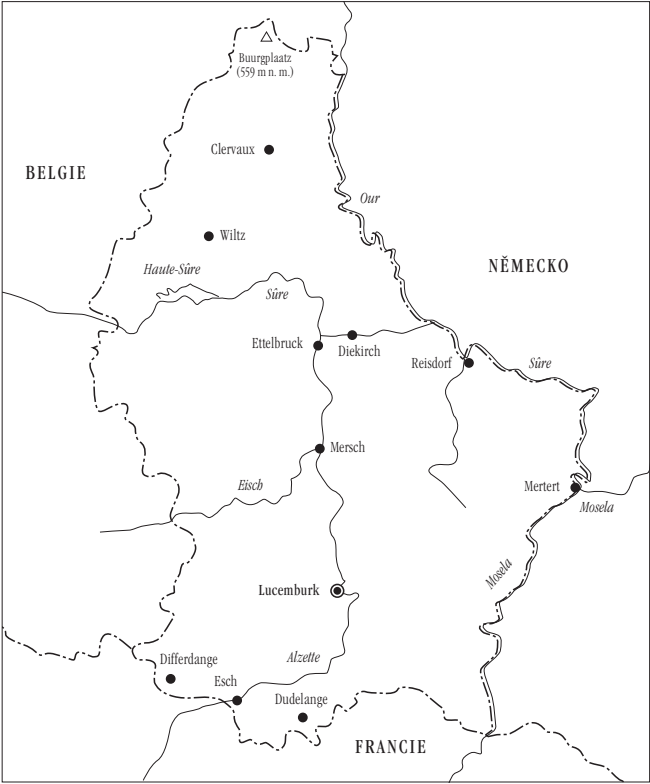 Buurgplaatz
(559 m n. m.)
Clervaux
BELGIE
Our
Wiltz
NĚMECKO
Haute-Sûre
Sûre
Ettelbruck
Diekirch
Reisdorf
Sûre
Mersch
Eisch
Mertert
Mosela
Mosela
Lucemburk
Alzette
Differdange
Esch
Dudelange
FRANCIE